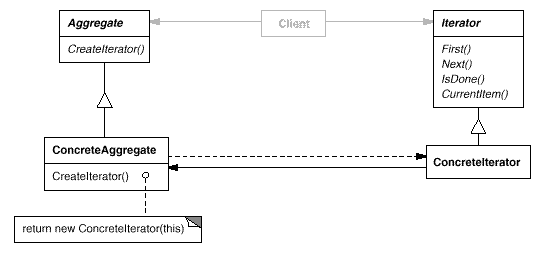 Aggregate
CreateIterator()
Client
Iterator
First()
Next()
IsDone()
CurrentItem()
ConcreteAggregate
CreateIterator()
ConcreteIterator
return new ConcreteIterator(this)